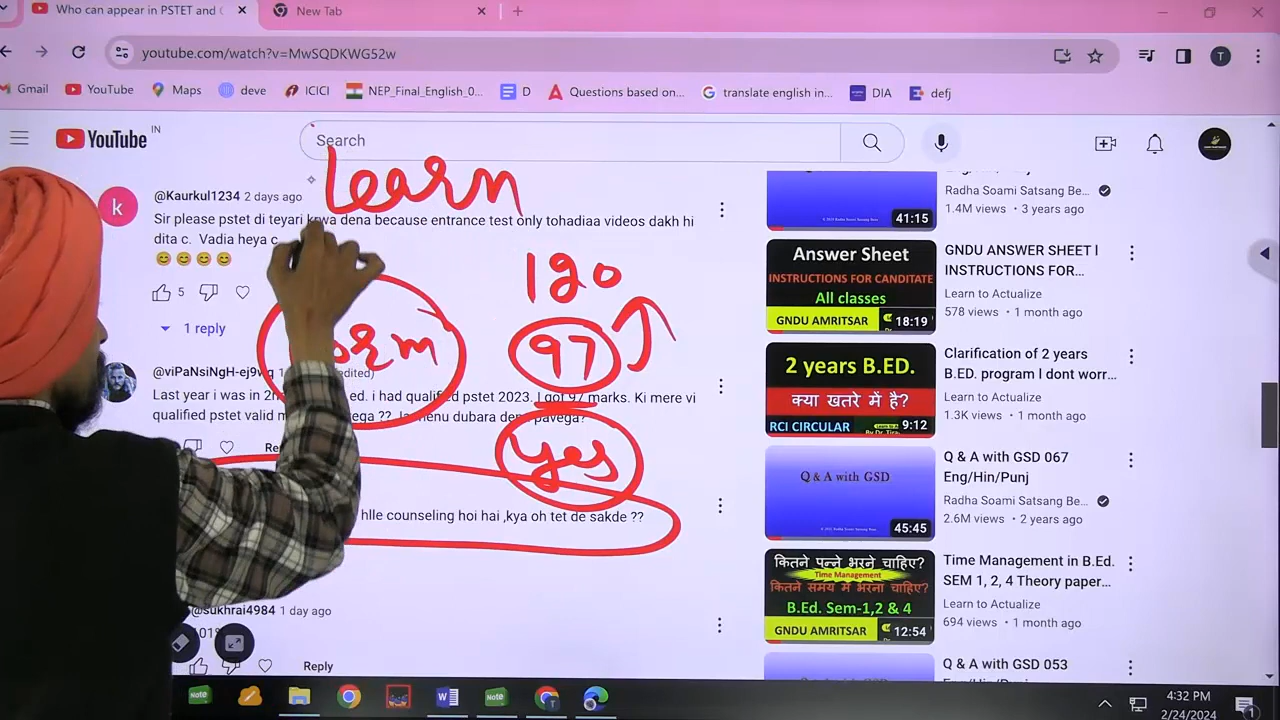 Who can appear in PSTET and
New Tab
youtube.com/watch?v=MwSQDKWG52w
T
Gmail
YouTube
Maps
deve
ICICI
NEP_Final_English_0...
D
Questions based on...
translate english in...
DIA
defj
YouTube IN
Search
Learn
@Kaurkul1234 2 days ago
Sir please pstet di teyari krwa dena because entrance test only tohadiaa videos dakh hi
dita c. Vadia heya c
5
1 reply
120
97
@viPaNsiNgH-ej9wq
Last year i was in 2n ed. i had qualified pstet 2023. I got 97 marks. Ki mere vi
qualified pstet valid dubara pavega?
yes
hlle counseling hoi hai ,kya oh tet de sakde ??
@sukhrai4984 1 day ago
Reply
Radha Soami Satsang Be...
1.4M views • 3 years ago
41:15
Answer Sheet
INSTRUCTIONS FOR CANDITATE
All classes
GNDU AMRITSAR
18:19
GNDU ANSWER SHEET l
INSTRUCTIONS FOR...
Learn to Actualize
578 views • 1 month ago
2 years B.ED.
क्या खतरे में है?
RCI CIRCULAR
9:12
Clarification of 2 years
B.ED. program I dont worr...
Learn to Actualize
1.3K views • 1 month ago
Q & A with GSD
45:45
Q & A with GSD 067
Eng/Hin/Punj
Radha Soami Satsang Be...
2.6M views • 2 years ago
कितने पन्ने भरने चाहिए?
Time Management
कितने समय में भरना चाहिए?
B.Ed. Sem-1,2 & 4
GNDU AMRITSAR
12:54
Time Management in B.Ed.
SEM 1, 2, 4 Theory paper...
Learn to Actualize
694 views • 1 month ago
Q & A with GSD 053
Note
Note
4:32 PM
2/24/2024